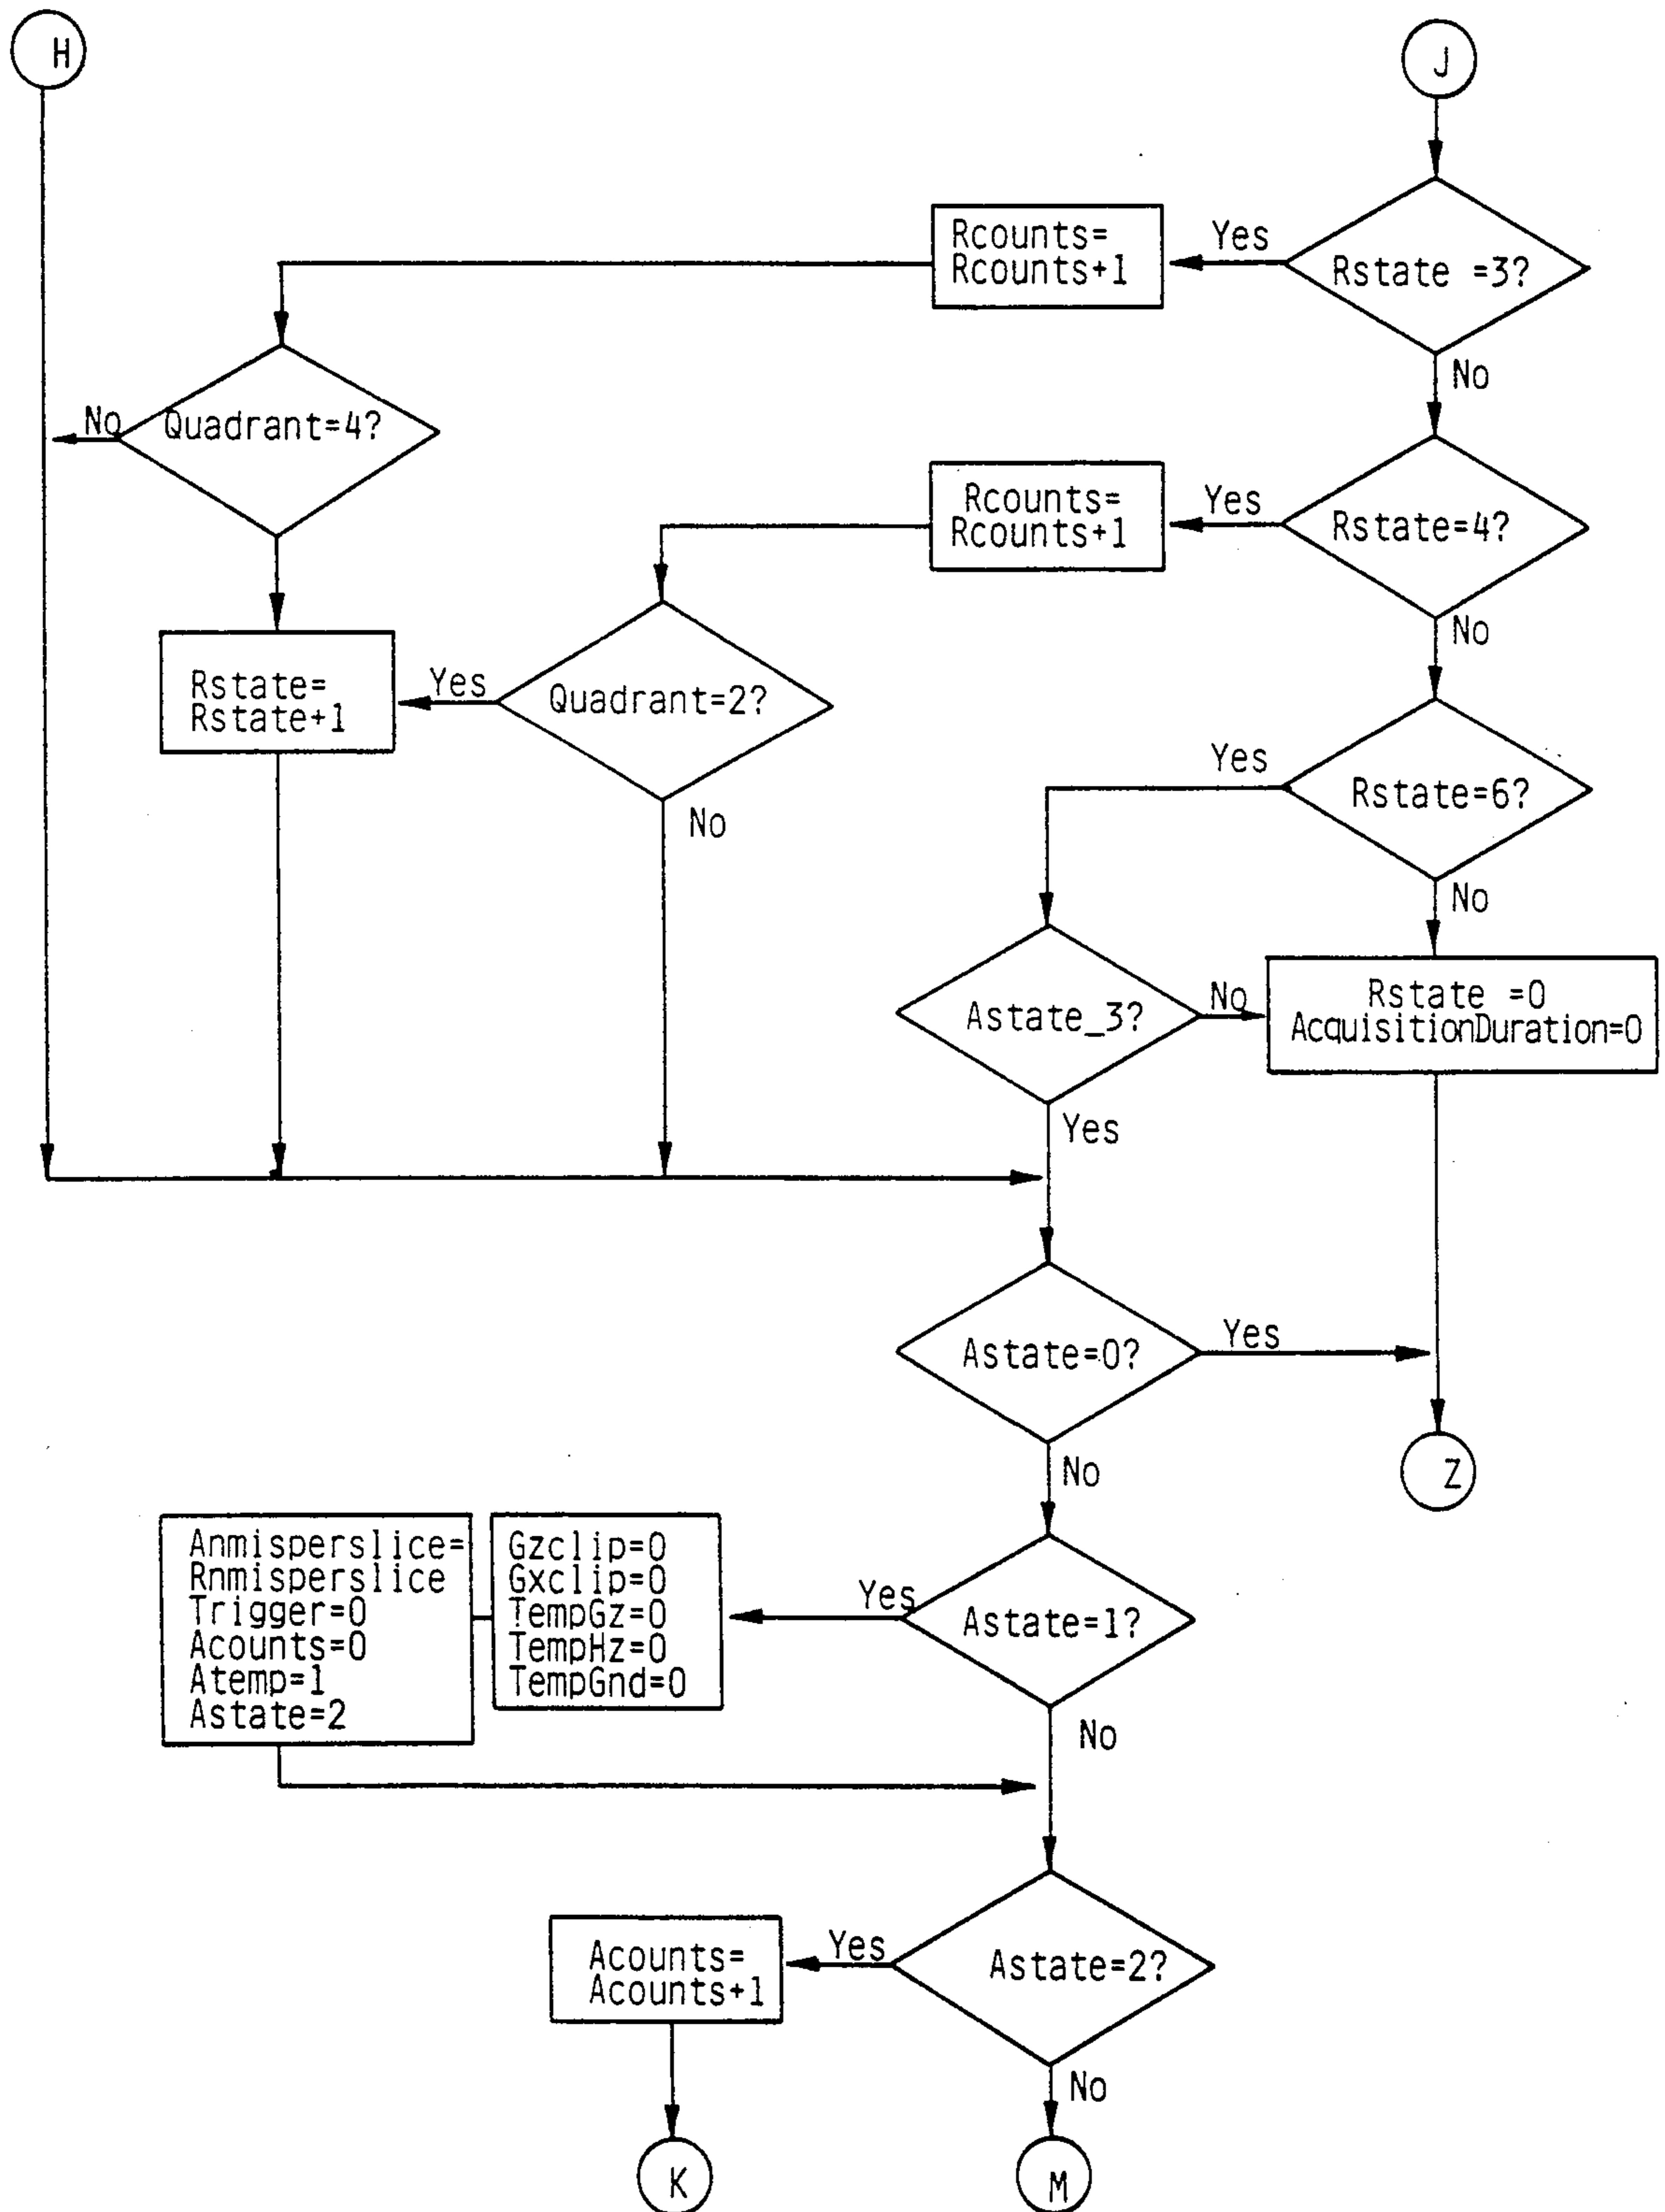 H
J
Rcounts=
Rcounts+1
Yes
Rstate =3?
No
No
Quadrant=4?
Rcounts=
Rcounts+1
Yes
Rstate=4?
No
Rstate=
Rstate+1
Yes
Quadrant=2?
No
Yes
Rstate=6?
No
Astate_3?
No
Rstate =0
AcquisitionDuration=0
Yes
Astate=0?
Yes
No
Z
Anmisperslice=
Rnmisperslice
Trigger=0
Acounts=0
Atemp=1
Astate=2
Gzclip=0
Gxclip=0
TempGz=0
TempHz=0
TempGnd=0
Yes
Astate=1?
No
Acounts=
Acounts+1
Yes
Astate=2?
No
K
M